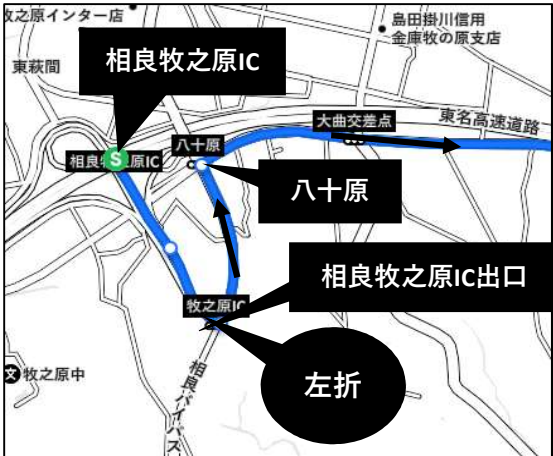 牧之原インター店
島田掛川信用
金庫牧の原支店
東萩間
相良牧之原IC
大曲交差点
東名高速道路
八十原
相良牧之原IC
八十原
相良牧之原IC出口
牧之原IC
左折
文 牧之原中
相良バイパス